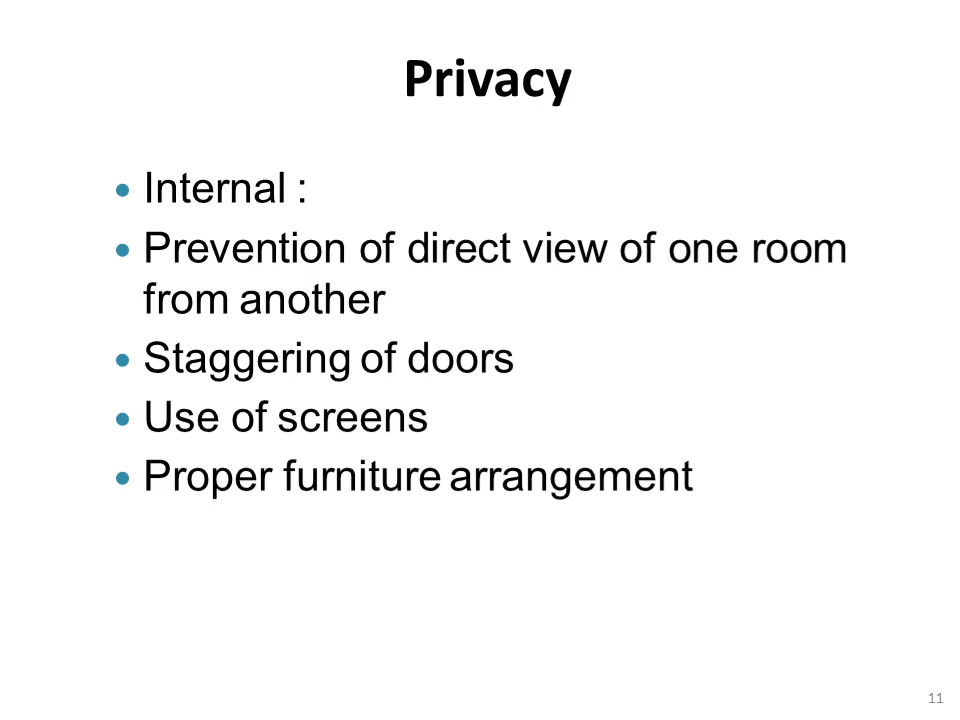 Privacy
• Internal :
• Prevention of direct view of one room
from another
• Staggering of doors
• Use of screens
• Proper furniture arrangement
11